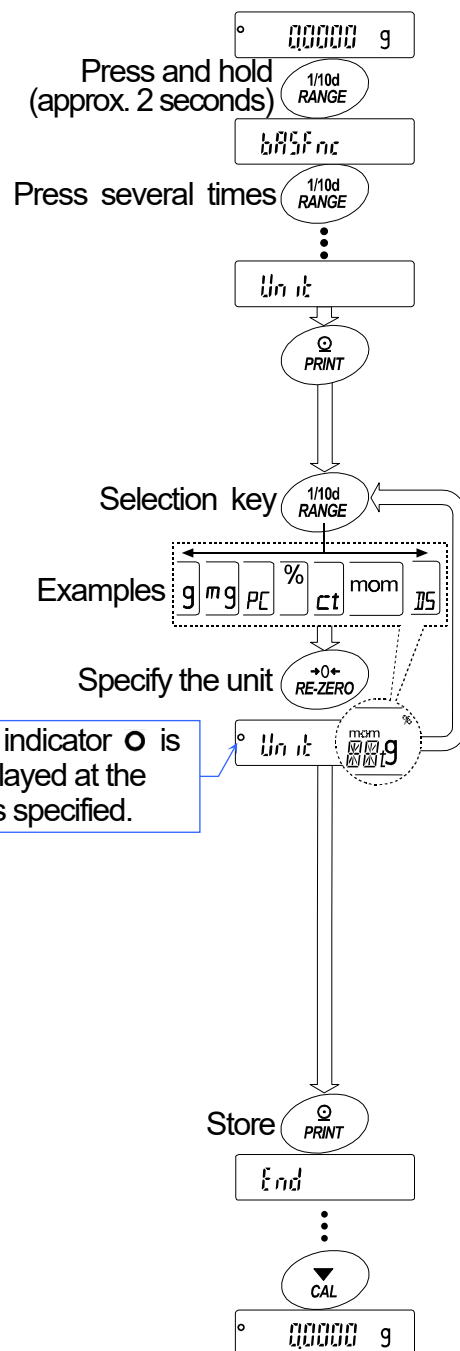 0.0000 g
Press and hold
(approx. 2 seconds)
1/10d
RANGE
bASFnc
Press several times
1/10d
RANGE
Unit
PRINT
Selection key
1/10d
RANGE
Examples g mg PC % ct mom DS
Specify the unit
→0←
RE-ZERO
indicator o is
layed at the
s specified.
Unit
mom % t g
Store
PRINT
End
CAL
0.0000 g